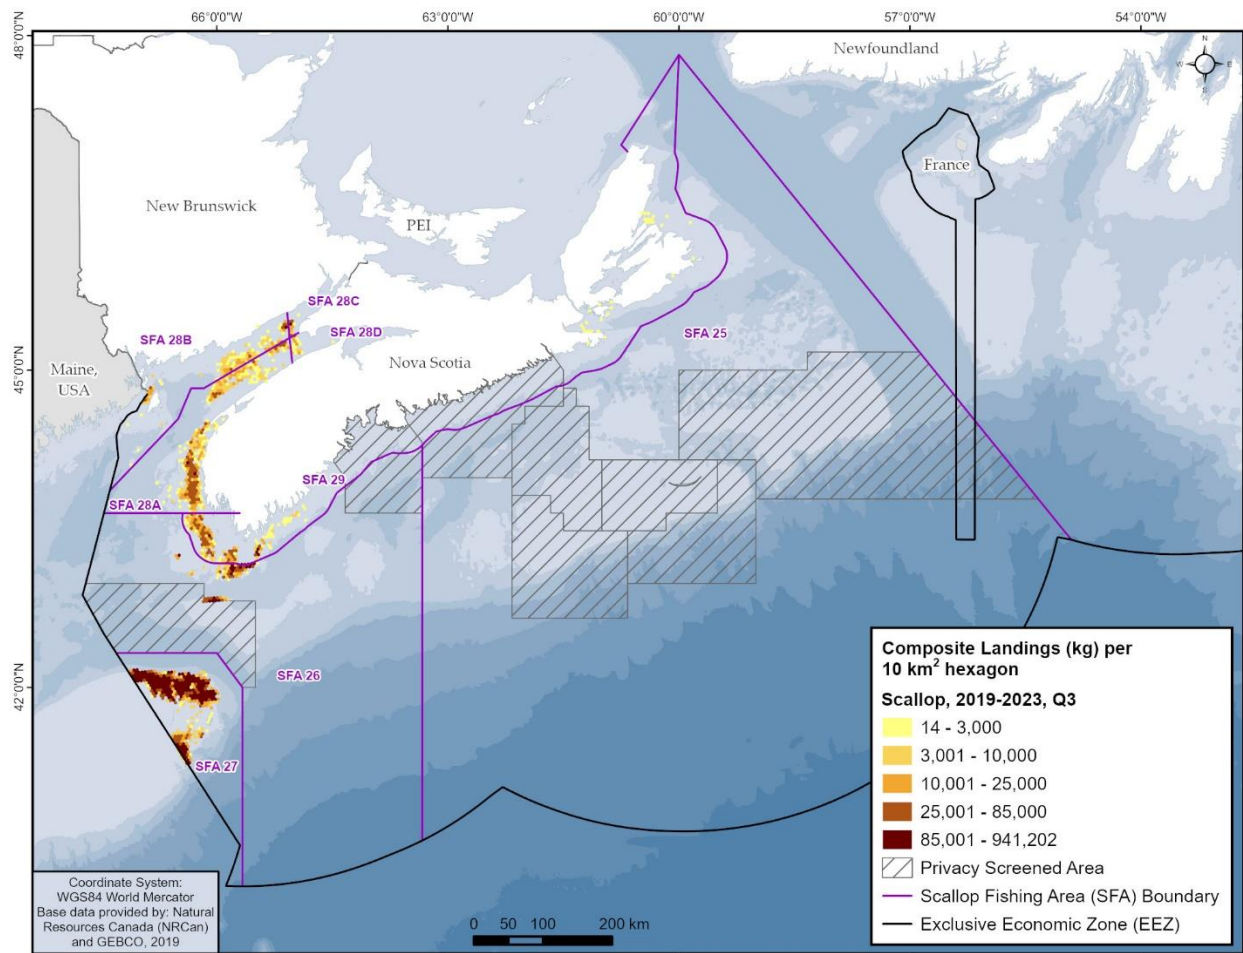 66°0'0"W
63°0'0"W
60°0'0"W
57°0'0"W
54°0'0"W
48°0'0"N
45°0'0"N
42°0'0"N
N
W
E
S
Newfoundland
France
New Brunswick
PEI
SFA 28C
SFA 28B
SFA 28D
SFA 25
Maine,
USA
Nova Scotia
SFA 29
SFA 28A
SFA 26
SFA 27
Composite Landings (kg) per
10 km² hexagon
Scallop, 2019-2023, Q3
14 - 3,000
3,001 - 10,000
10,001 - 25,000
25,001 - 85,000
85,001 - 941,202
Privacy Screened Area
Scallop Fishing Area (SFA) Boundary
Exclusive Economic Zone (EEZ)
Coordinate System:
WGS84 World Mercator
Base data provided by: Natural
Resources Canada (NRCan)
and GEBCO, 2019
0 50 100 200 km